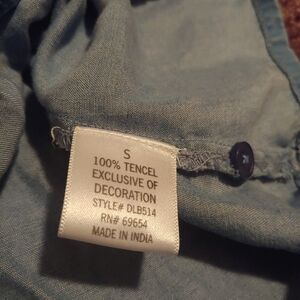 S
100% TENCEL
EXCLUSIVE OF
DECORATION
STYLE# DLB514
RN# 69654
MADE IN INDIA